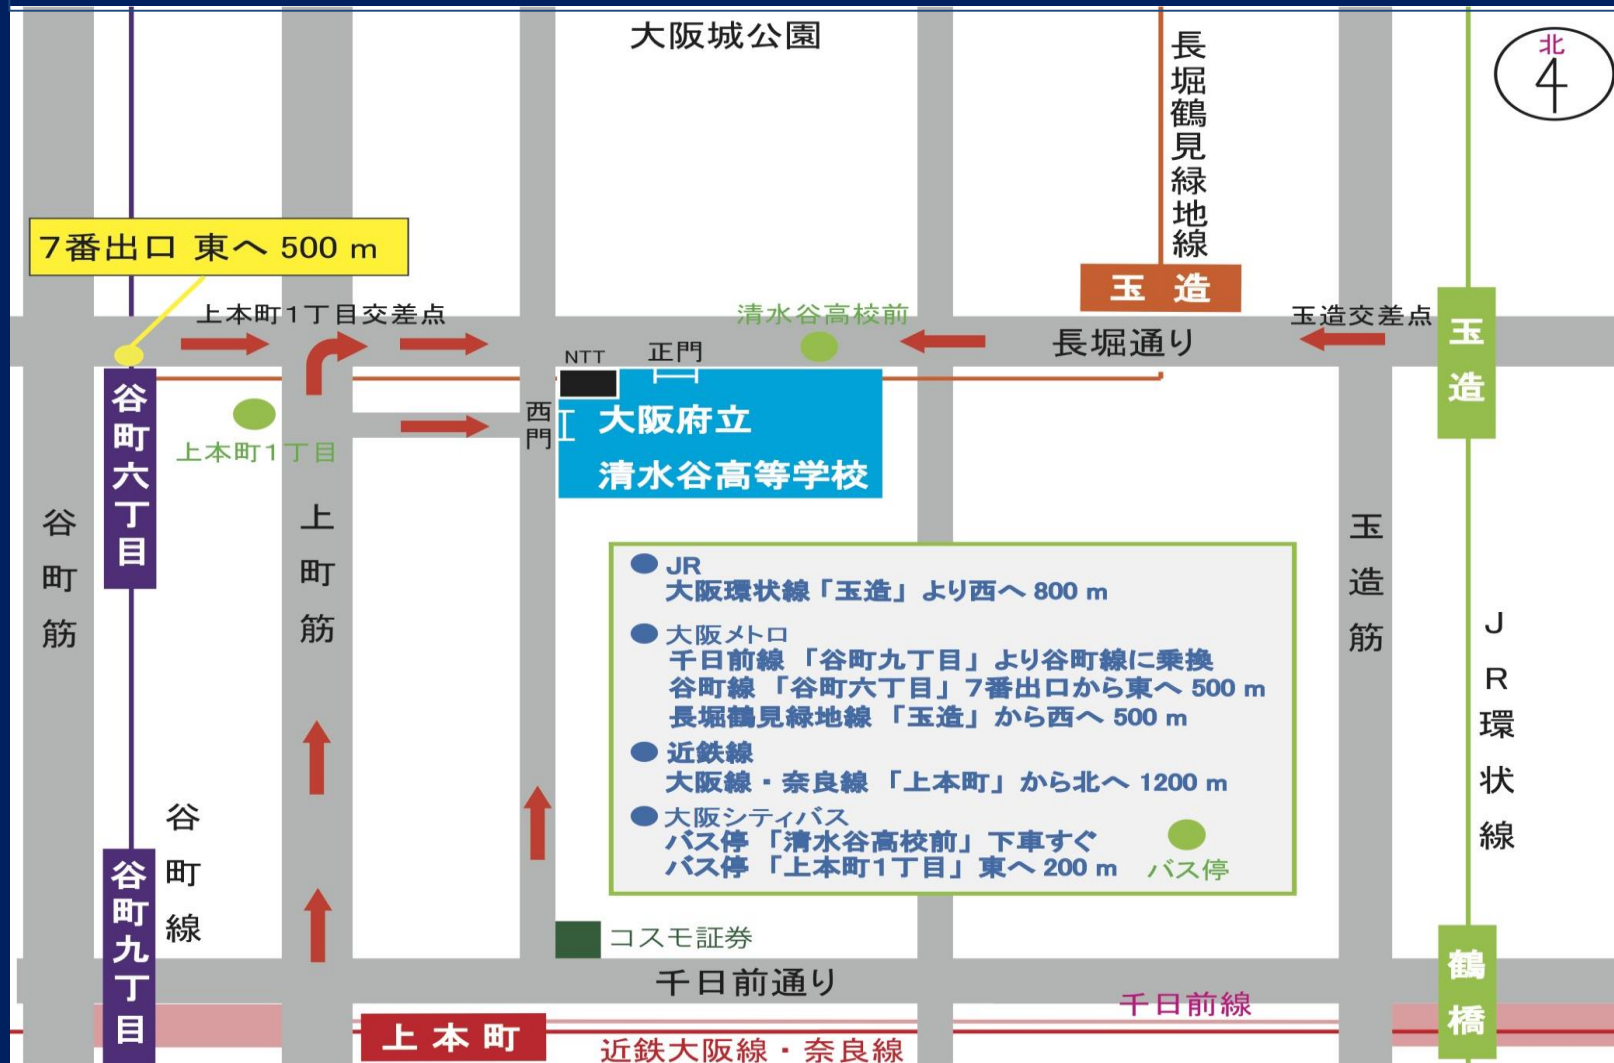 大阪城公園
北
長堀鶴見緑地線
7番出口 東へ 500 m
上本町1丁目交差点
清水谷高校前
玉造
玉造交差点
長堀通り
玉造
NTT
正門
西門
谷町六丁目
上本町1丁目
大阪府立
清水谷高等学校
谷町筋
上町筋
玉造筋
JR環状線
JR
大阪環状線「玉造」より西へ 800 m
大阪メトロ
千日前線 「谷町九丁目」より谷町線に乗換
谷町線 「谷町六丁目」7番出口から東へ 500 m
長堀鶴見緑地線 「玉造」から西へ 500 m
近鉄線
大阪線・奈良線 「上本町」から北へ 1200 m
大阪シティバス
バス停 「清水谷高校前」下車すぐ
バス停 「上本町1丁目」東へ 200 m
バス停
谷町線
谷町九丁目
コスモ証券
千日前通り
鶴橋
千日前線
上本町
近鉄大阪線・奈良線